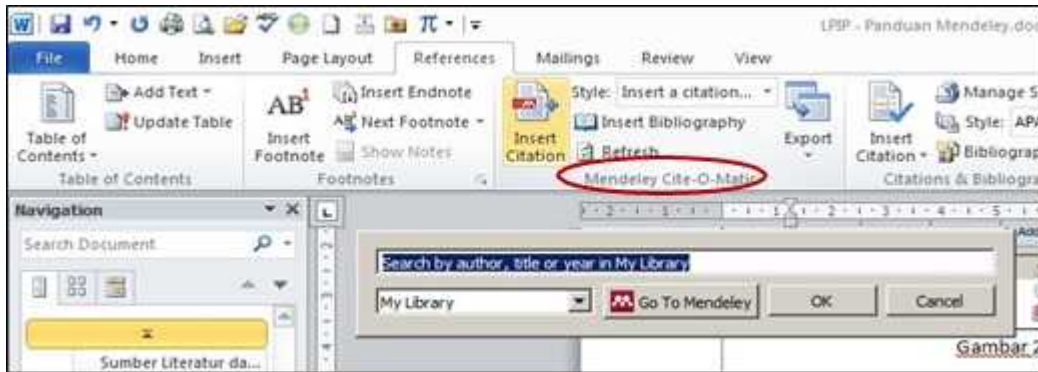 LPIP - Panduan Mendeley.doc
File Home Insert Page Layout References Mailings Review View
Table of Contents
Add Text
Update Table
Table of Contents
AB1
Insert Footnote
Insert Endnote
Next Footnote
Show Notes
Footnotes
Insert Citation
Style: Insert a citation...
Insert Bibliography
Refresh
Export
Mendeley Cite-O-Matic
Insert Citation
Manage S
Style: APA
Bibliograp
Citations & Bibliogra
Navigation
Search Document
Sumber Literatur da...
Search by author, title or year in My Library
My Library
Go To Mendeley
OK
Cancel
Gambar 2